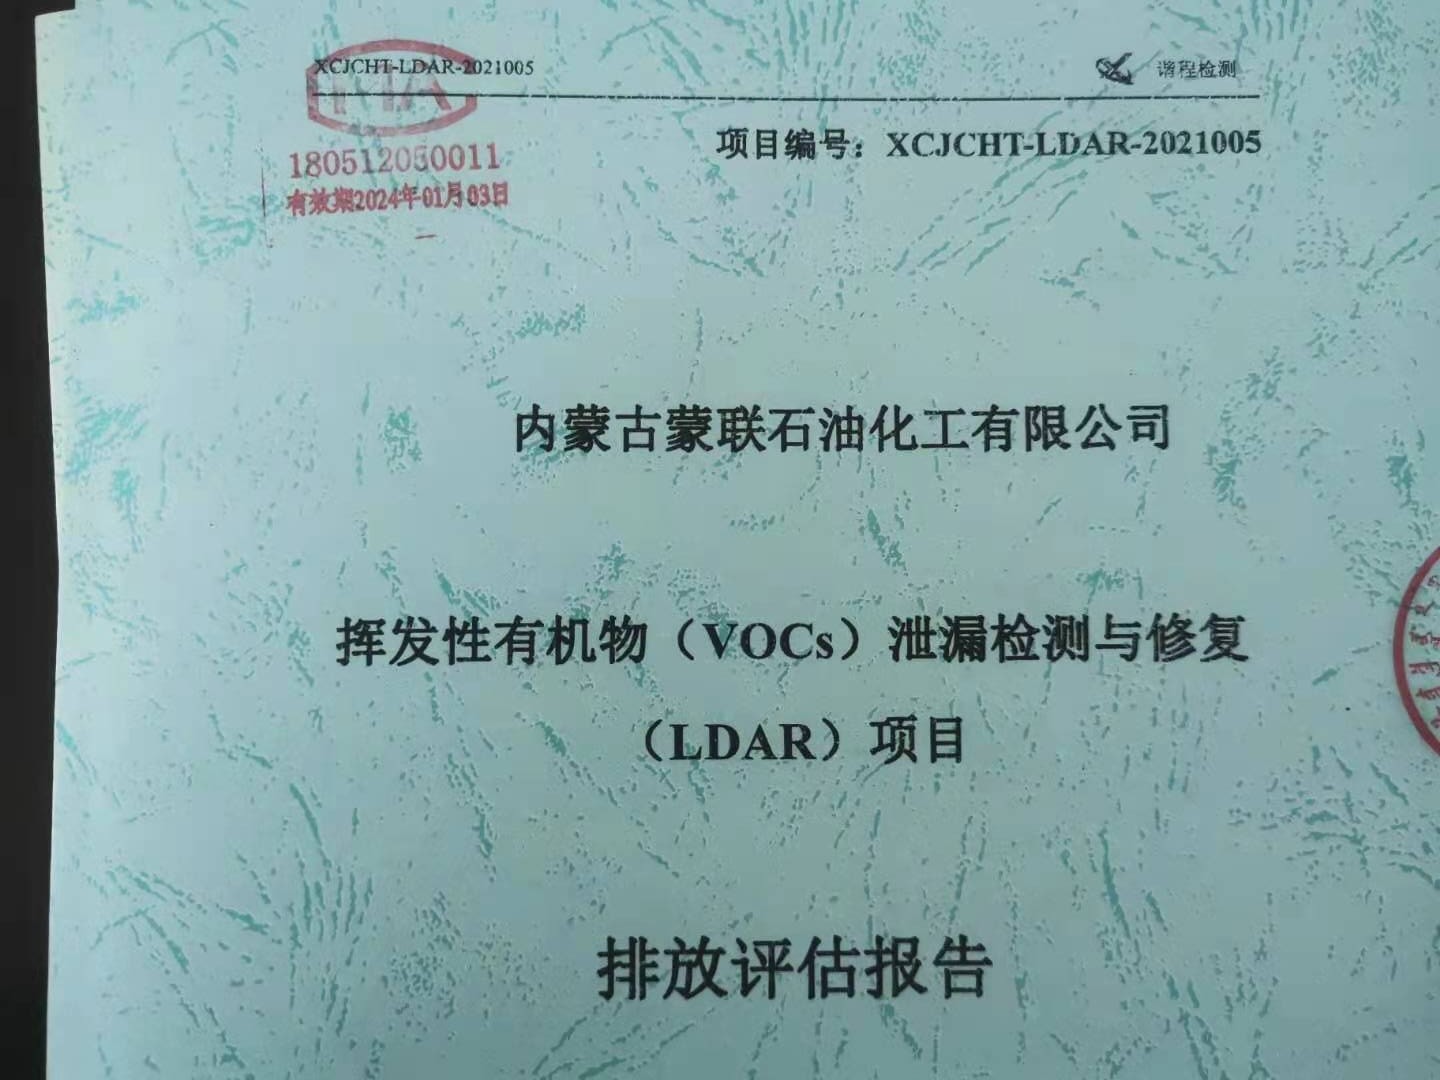 XCJCHT-LDAR-2021005
谐程检测
项目编号：XCJCHT-LDAR-2021005
180512050011
有效期2024年01月03日
内蒙古蒙联石油化工有限公司
挥发性有机物（VOCs）泄漏检测与修复
（LDAR）项目
排放评估报告